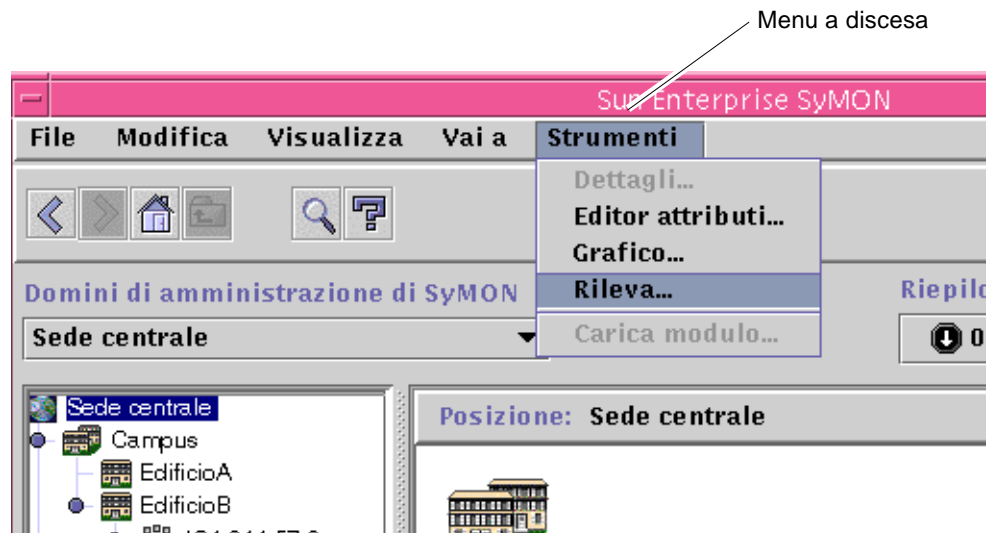 Menu a discesa
Sun Enterprise SyMON
File Modifica Visualizza Vai a Strumenti
Dettagli...
Editor attributi...
Grafico...
Rileva...
Carica modulo...
Domini di amministrazione di SyMON
Riepilo
Sede centrale
0
Sede centrale
Campus
EdificioA
EdificioB
Posizione: Sede centrale